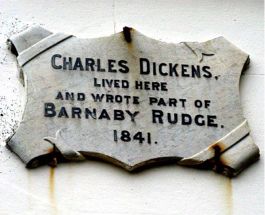 CHARLES DICKENS,
LIVED HERE
AND WROTE PART OF
BARNABY RUDGE.
1841.